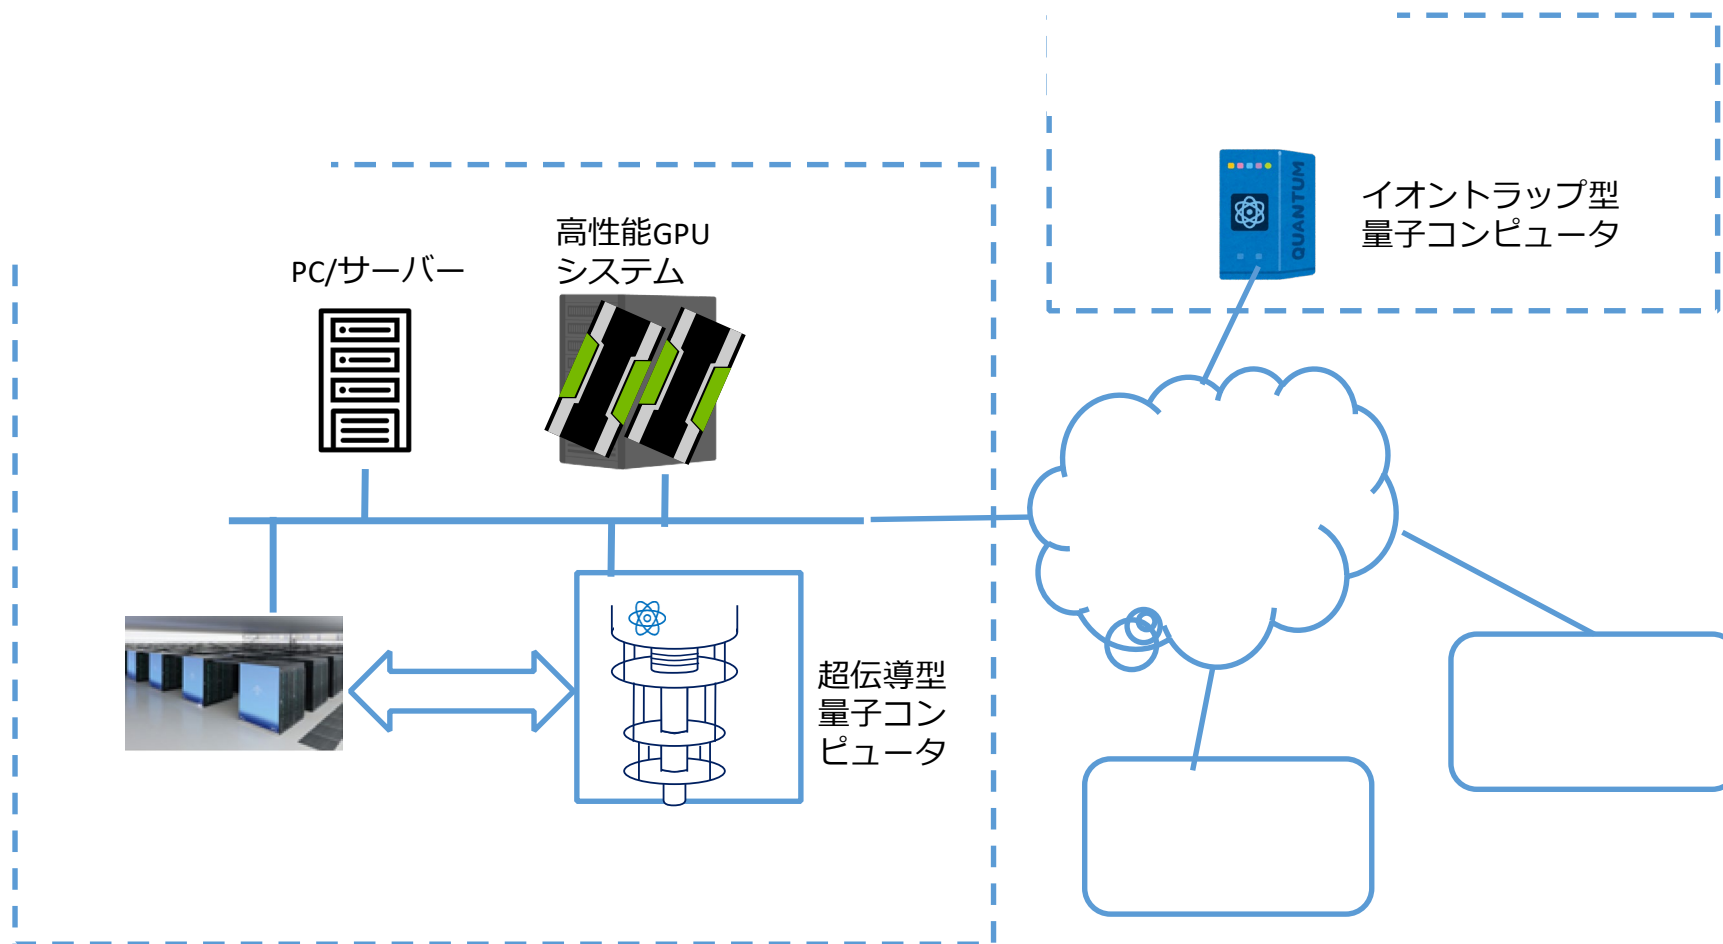 高性能GPU
システム
PC/サーバー
QUANTUM
イオントラップ型
量子コンピュータ
超伝導型
量子コン
ピュータ